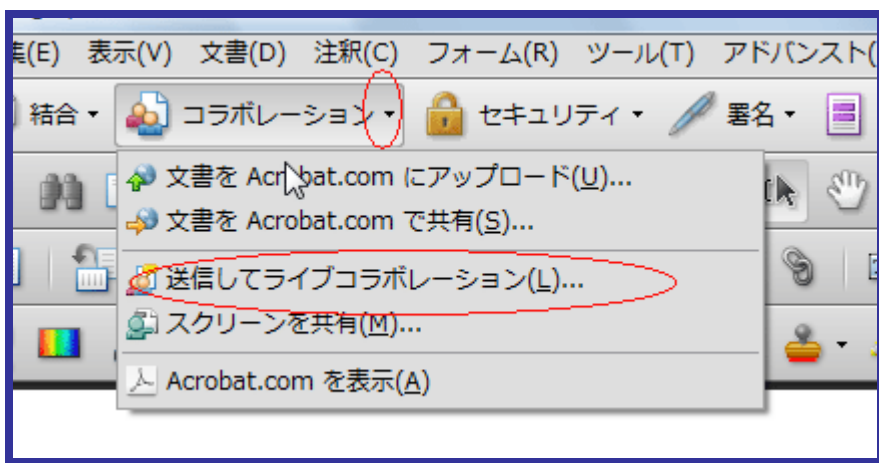 集(E) 表示(V) 文書(D) 注釈(C) フォーム(R) ツール(T) アドバンスト(
結合 コラボレーション セキュリティ 署名
文書を Acrobat.com にアップロード(U)...
文書を Acrobat.com で共有(S)...
送信してライブコラボレーション(L)...
スクリーンを共有(M)...
Acrobat.com を表示(A)